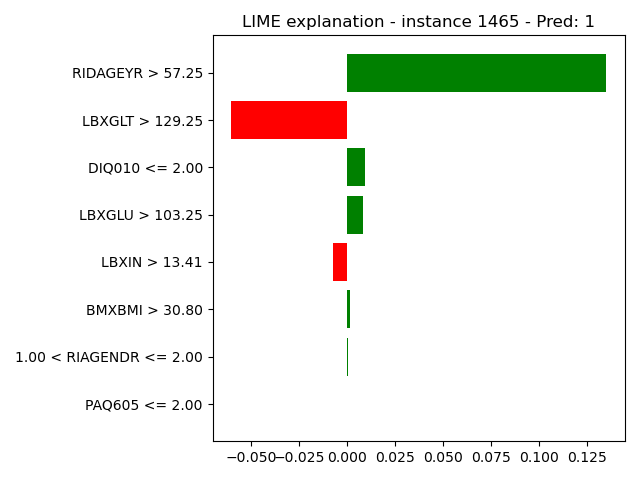 LIME explanation - instance 1465 - Pred: 1
RIDAGEYR > 57.25
LBXGLT > 129.25
DIQ010 <= 2.00
LBXGLU > 103.25
LBXIN > 13.41
BMXBMI > 30.80
1.00 < RIAGENDR <= 2.00
PAQ605 <= 2.00
−0.050 −0.025 0.000 0.025 0.050 0.075 0.100 0.125